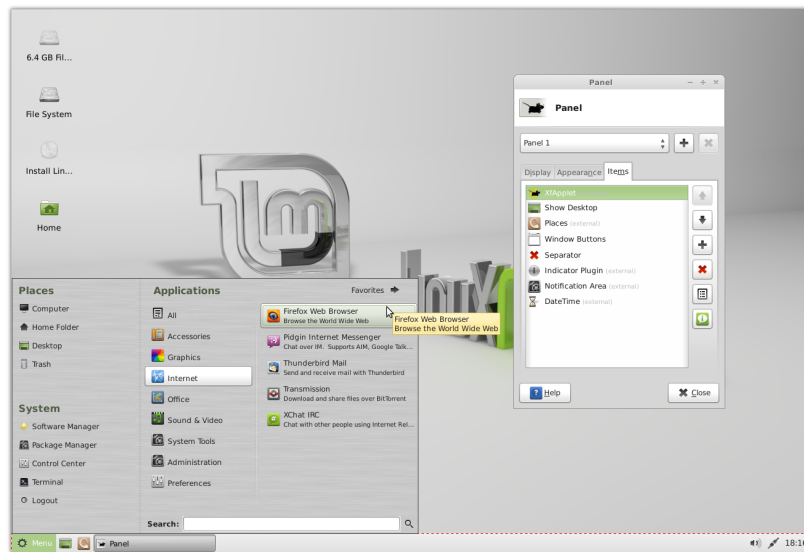 6.4 GB Fil...
File System
Install Lin...
Home
Panel
Panel
Panel 1
Display Appearance Items
XfApplet
Show Desktop
Places (external)
Window Buttons
Separator
Indicator Plugin (external)
Notification Area (external)
DateTime (external)
Help
Close
Places
Computer
Home Folder
Desktop
Trash
System
Software Manager
Package Manager
Control Center
Terminal
Logout
Applications
All
Accessories
Graphics
Internet
Office
Sound & Video
System Tools
Administration
Preferences
Favorites
Firefox Web Browser
Browse the World Wide Web
Pidgin Internet Messenger
Chat over IM. Supports AIM, Google Talk...
Thunderbird Mail
Send and receive mail with Thunderbird
Transmission
Download and share files over BitTorrent
XChat IRC
Chat with other people using Internet Rel...
Firefox Web Browser
Browse the World Wide Web
Search:
Menu
Panel